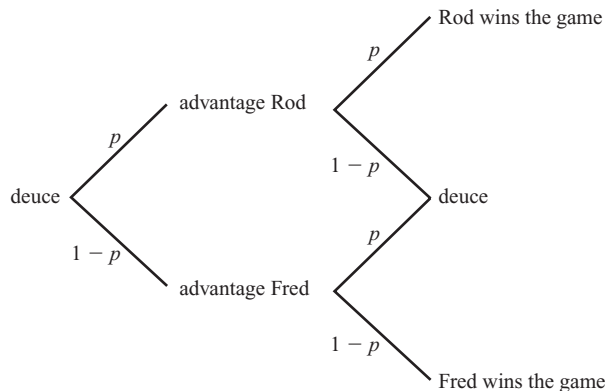 Rod wins the game
p
advantage Rod
p
1 − p
deuce
deuce
1 − p
p
advantage Fred
1 − p
Fred wins the game